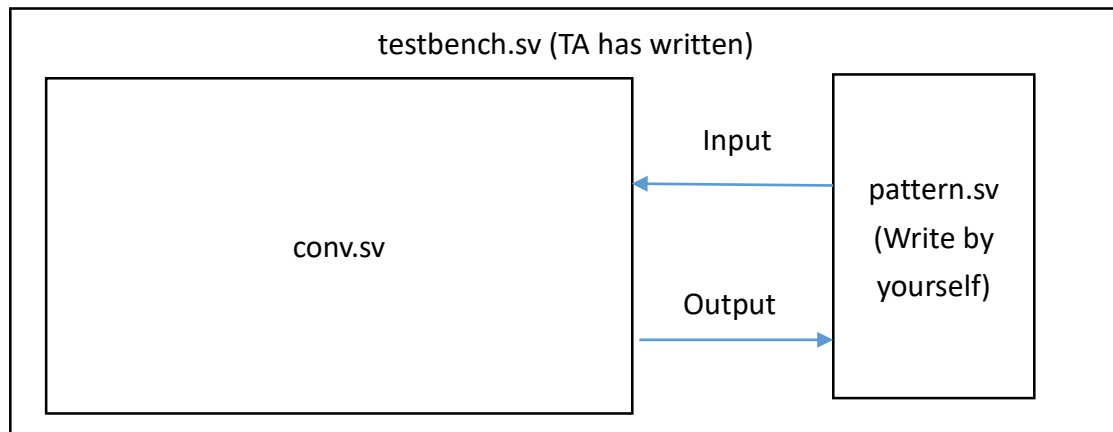 testbench.sv (TA has written)
Input
conv.sv
pattern.sv
(Write by
yourself)
Output